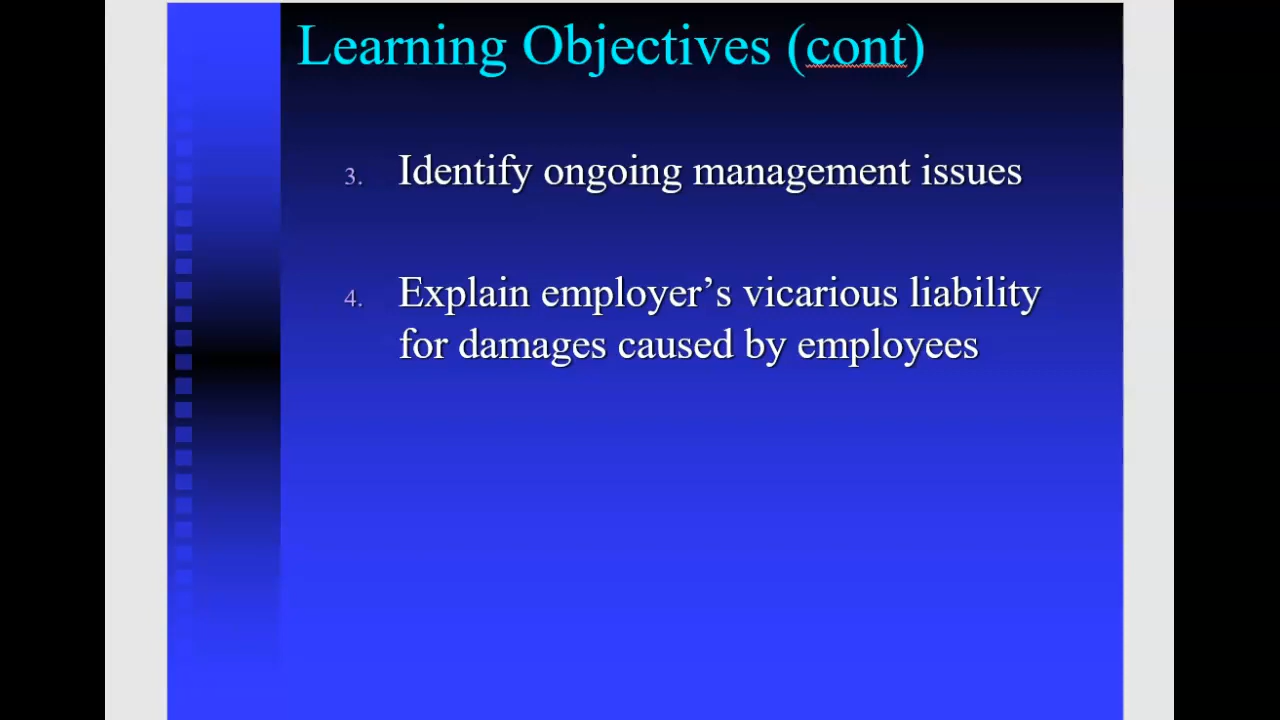 Learning Objectives (cont)
3. Identify ongoing management issues
4. Explain employer’s vicarious liability
for damages caused by employees